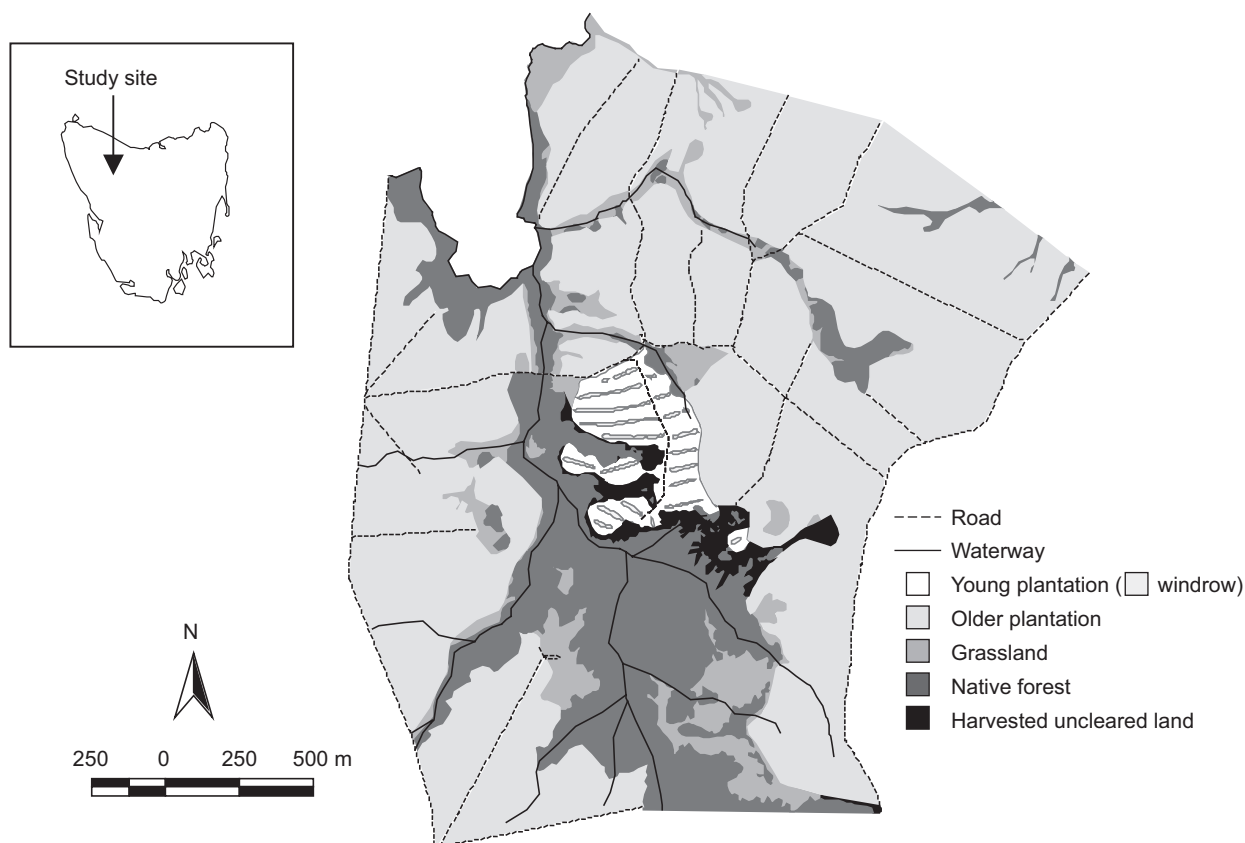 Study site
Road
Waterway
Young plantation ( windrow)
Older plantation
Grassland
Native forest
Harvested uncleared land
N
250 0 250 500 m